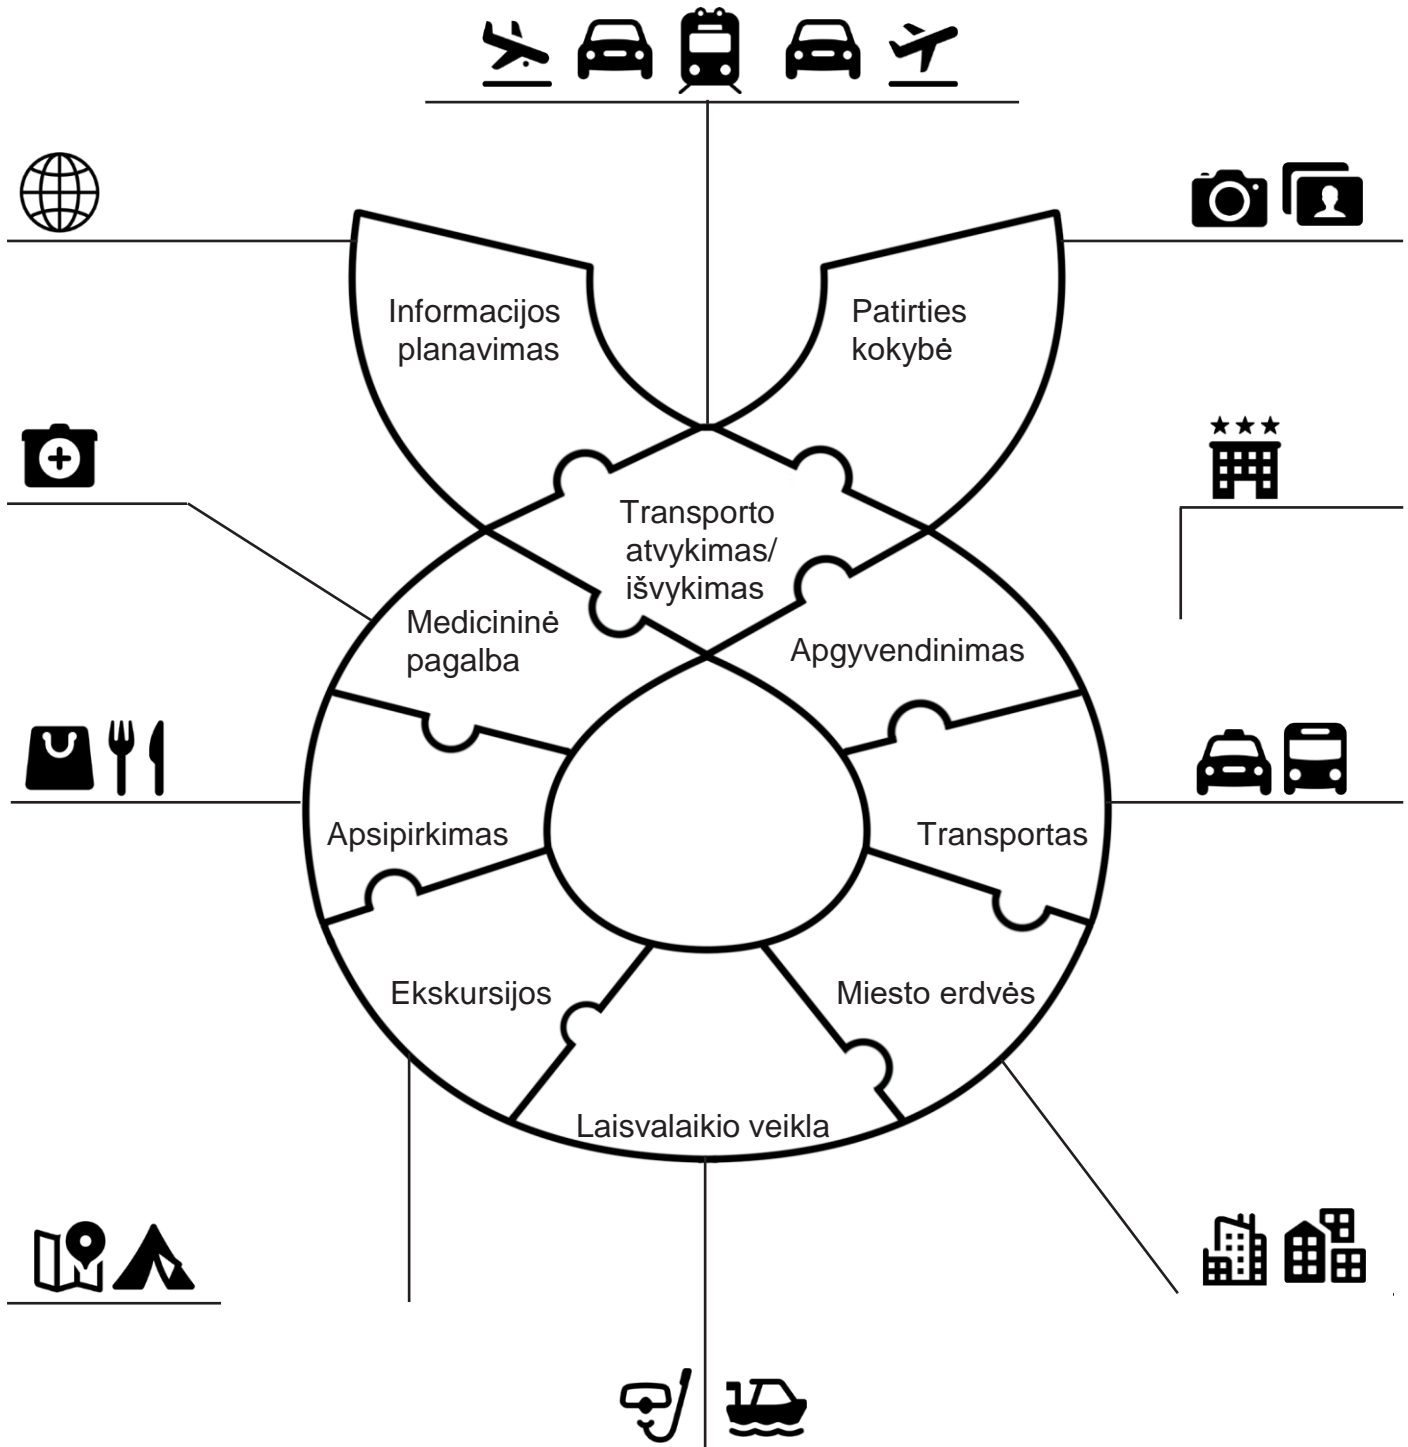 Informacijos
planavimas
Patirties
kokybė
Transporto
atvykimas/
išvykimas
Medicininė
pagalba
Apgyvendinimas
Apsipirkimas
Transportas
Ekskursijos
Miesto erdvės
Laisvalaikio veikla